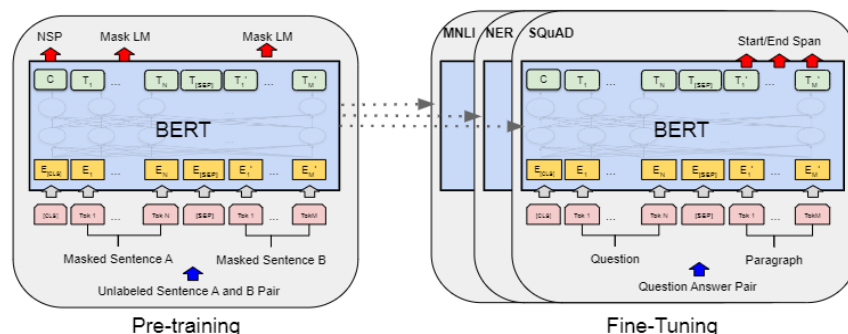 NSP Mask LM Mask LM
C T1 ... TN T[SEP] T1' ... TM'
BERT
E[CLS] E1 ... EN E[SEP] E1' ... EM'
[CLS] Tok 1 ... Tok N [SEP] Tok 1 ... TokM
Masked Sentence A Masked Sentence B
Unlabeled Sentence A and B Pair
Pre-training
MNLI NER SQuAD
Start/End Span
C T1 ... TN T[SEP] T1' ... TM'
BERT
E[CLS] E1 ... EN E[SEP] E1' ... EM'
[CLS] Tok 1 ... Tok N [SEP] Tok 1 ... TokM
Question Paragraph
Question Answer Pair
Fine-Tuning